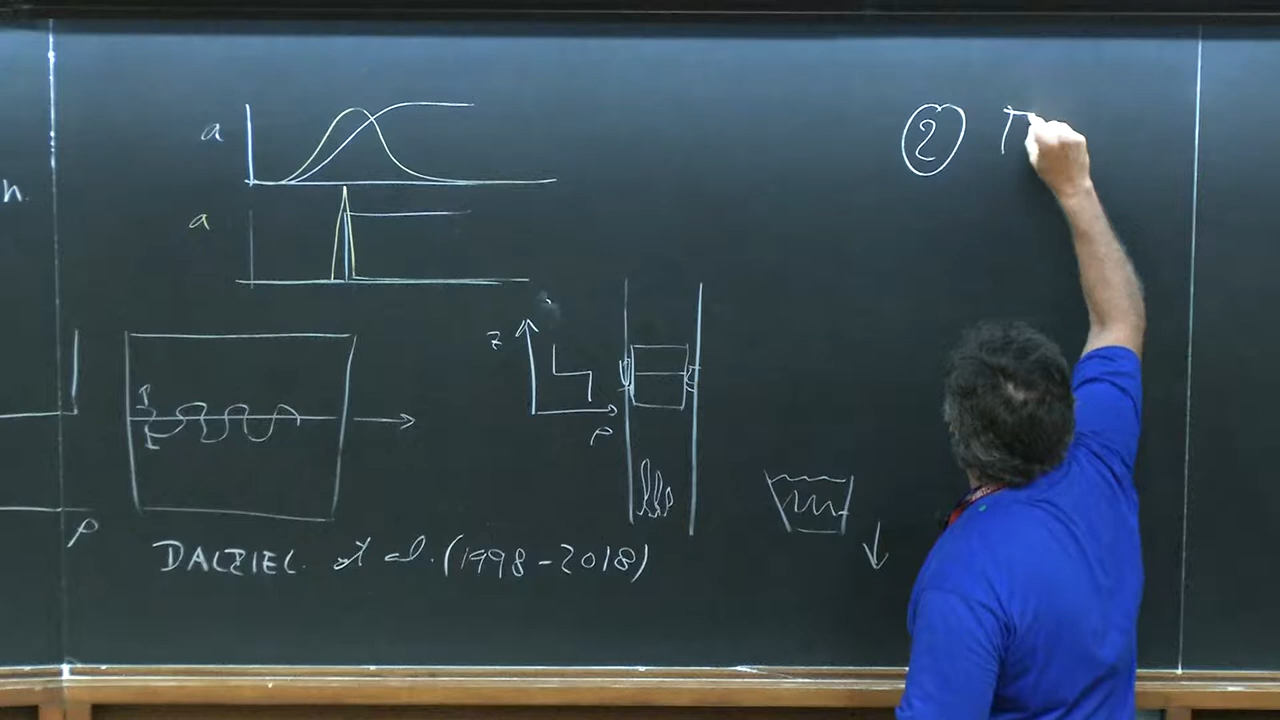 a
②
n.
a
z
ρ
ρ
DALZIEL et al. (1998-2018)